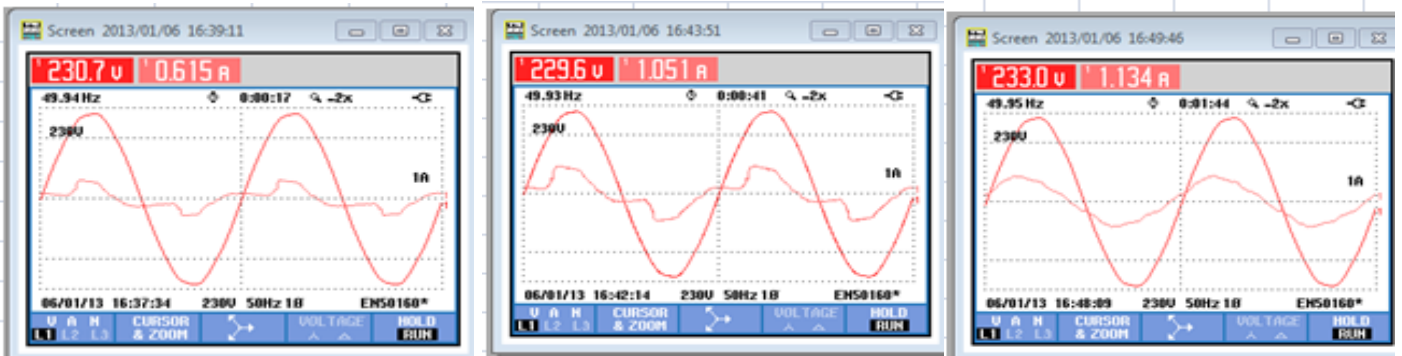 Screen 2013/01/06 16:39:11
1 230.7 V 1 0.615 A
49.94 Hz 0:00:17 -2x
230V
1A
06/01/13 16:37:34 230V 50Hz 1Ø EN50160*
V A N CURSOR VOLTAGE HOLD
L1 L2 L3 & ZOOM RUN
Screen 2013/01/06 16:43:51
1 229.6 V 1 1.051 A
49.93 Hz 0:00:41 -2x
230V
1A
06/01/13 16:42:14 230V 50Hz 1Ø EN50160*
V A N CURSOR VOLTAGE HOLD
L1 L2 L3 & ZOOM RUN
Screen 2013/01/06 16:49:46
1 233.0 V 1 1.134 A
49.95 Hz 0:01:44 -2x
230V
1A
06/01/13 16:48:09 230V 50Hz 1Ø EN50160*
V A N CURSOR VOLTAGE HOLD
L1 L2 L3 & ZOOM RUN